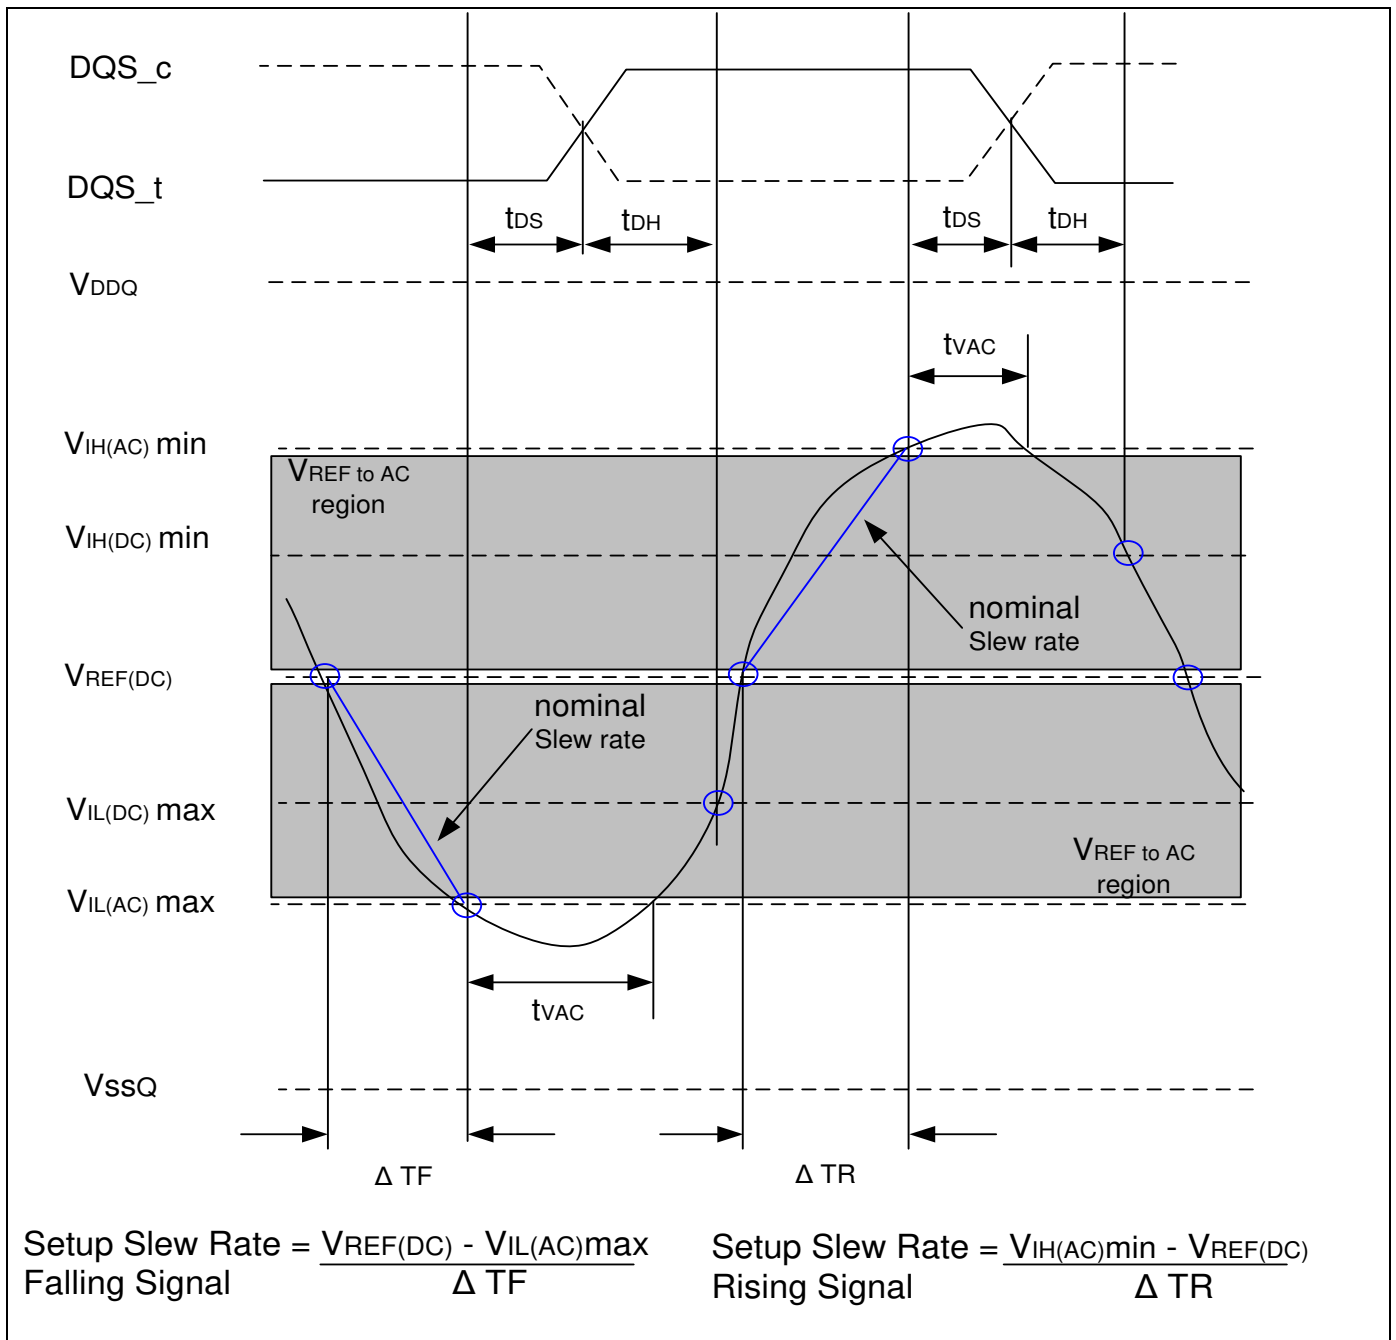 DQS_c
DQS_t
tDS
tDH
tDS
tDH
VDDQ
tVAC
VIH(AC) min
VREF to AC
region
VIH(DC) min
nominal
Slew rate
VREF(DC)
nominal
Slew rate
VIL(DC) max
VREF to AC
region
VIL(AC) max
tVAC
VssQ
Δ TF
Δ TR
Setup Slew Rate = VREF(DC) - VIL(AC)max
Falling Signal Δ TF
Setup Slew Rate = VIH(AC)min - VREF(DC)
Rising Signal Δ TR